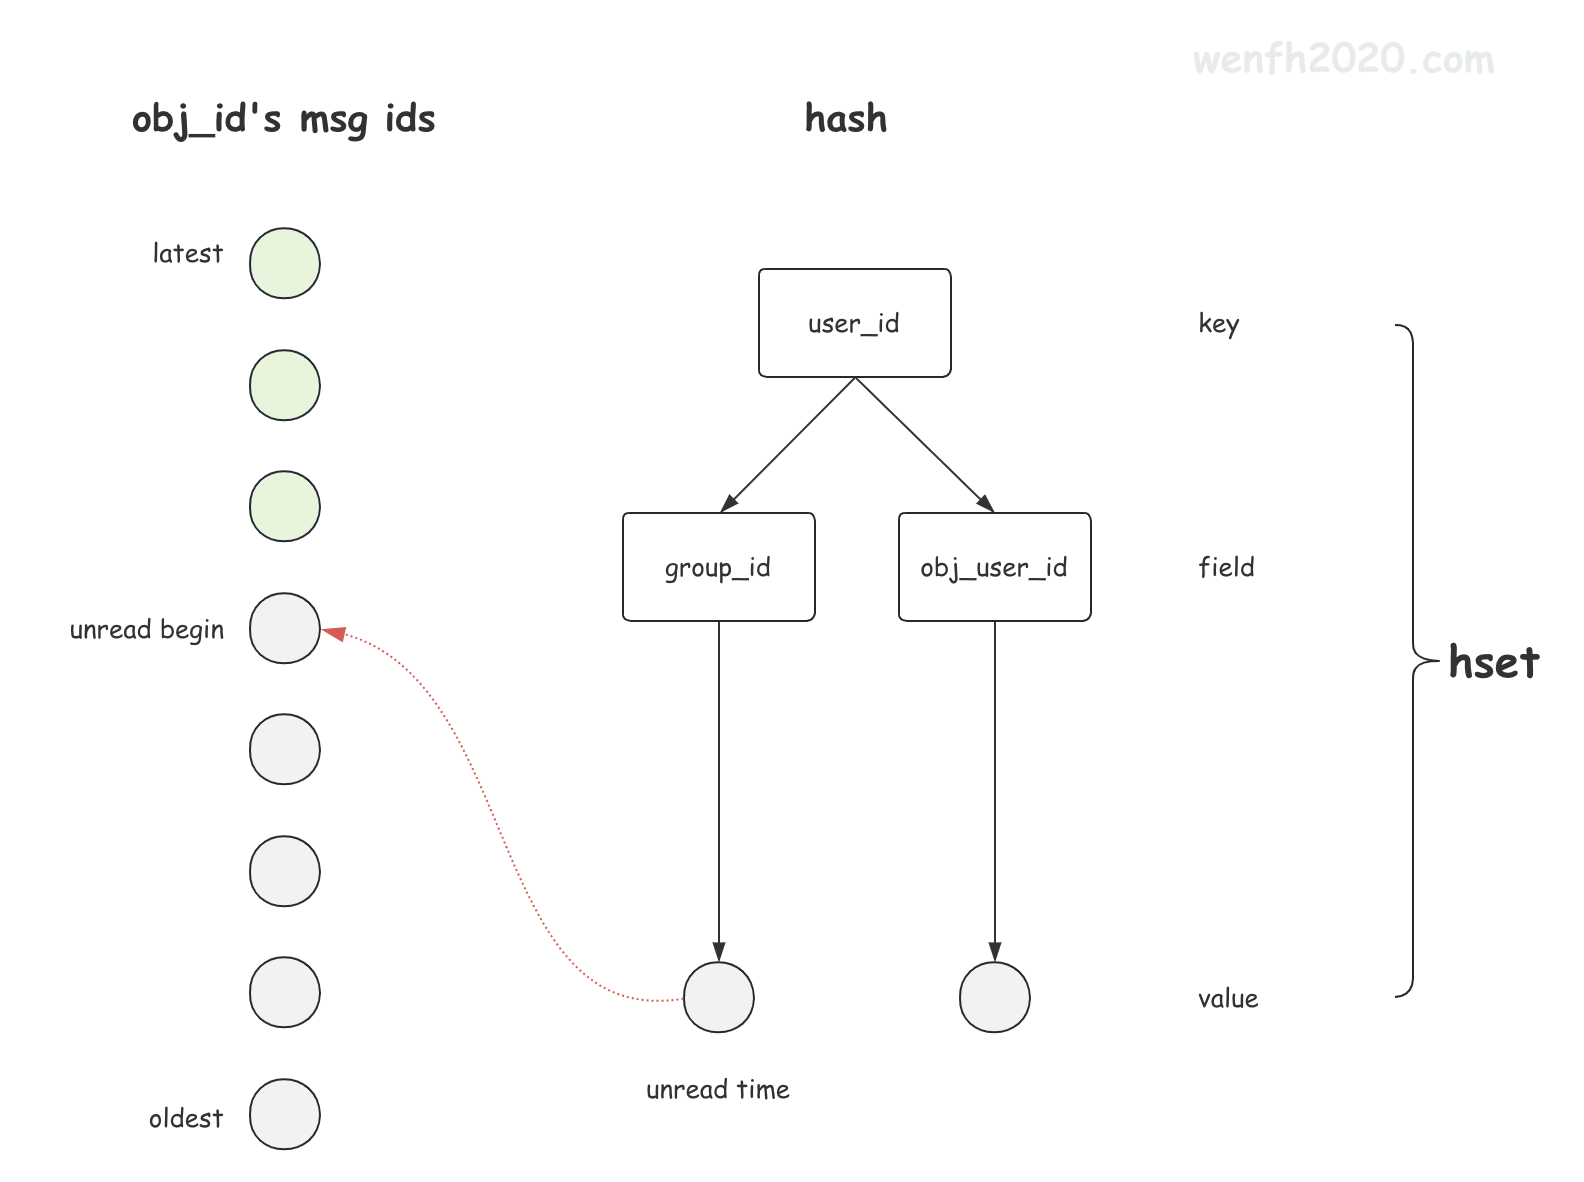 wenfh2020.com
obj_id's msg ids
hash
latest
user_id
key
group_id
obj_user_id
field
unread begin
hset
value
unread time
oldest